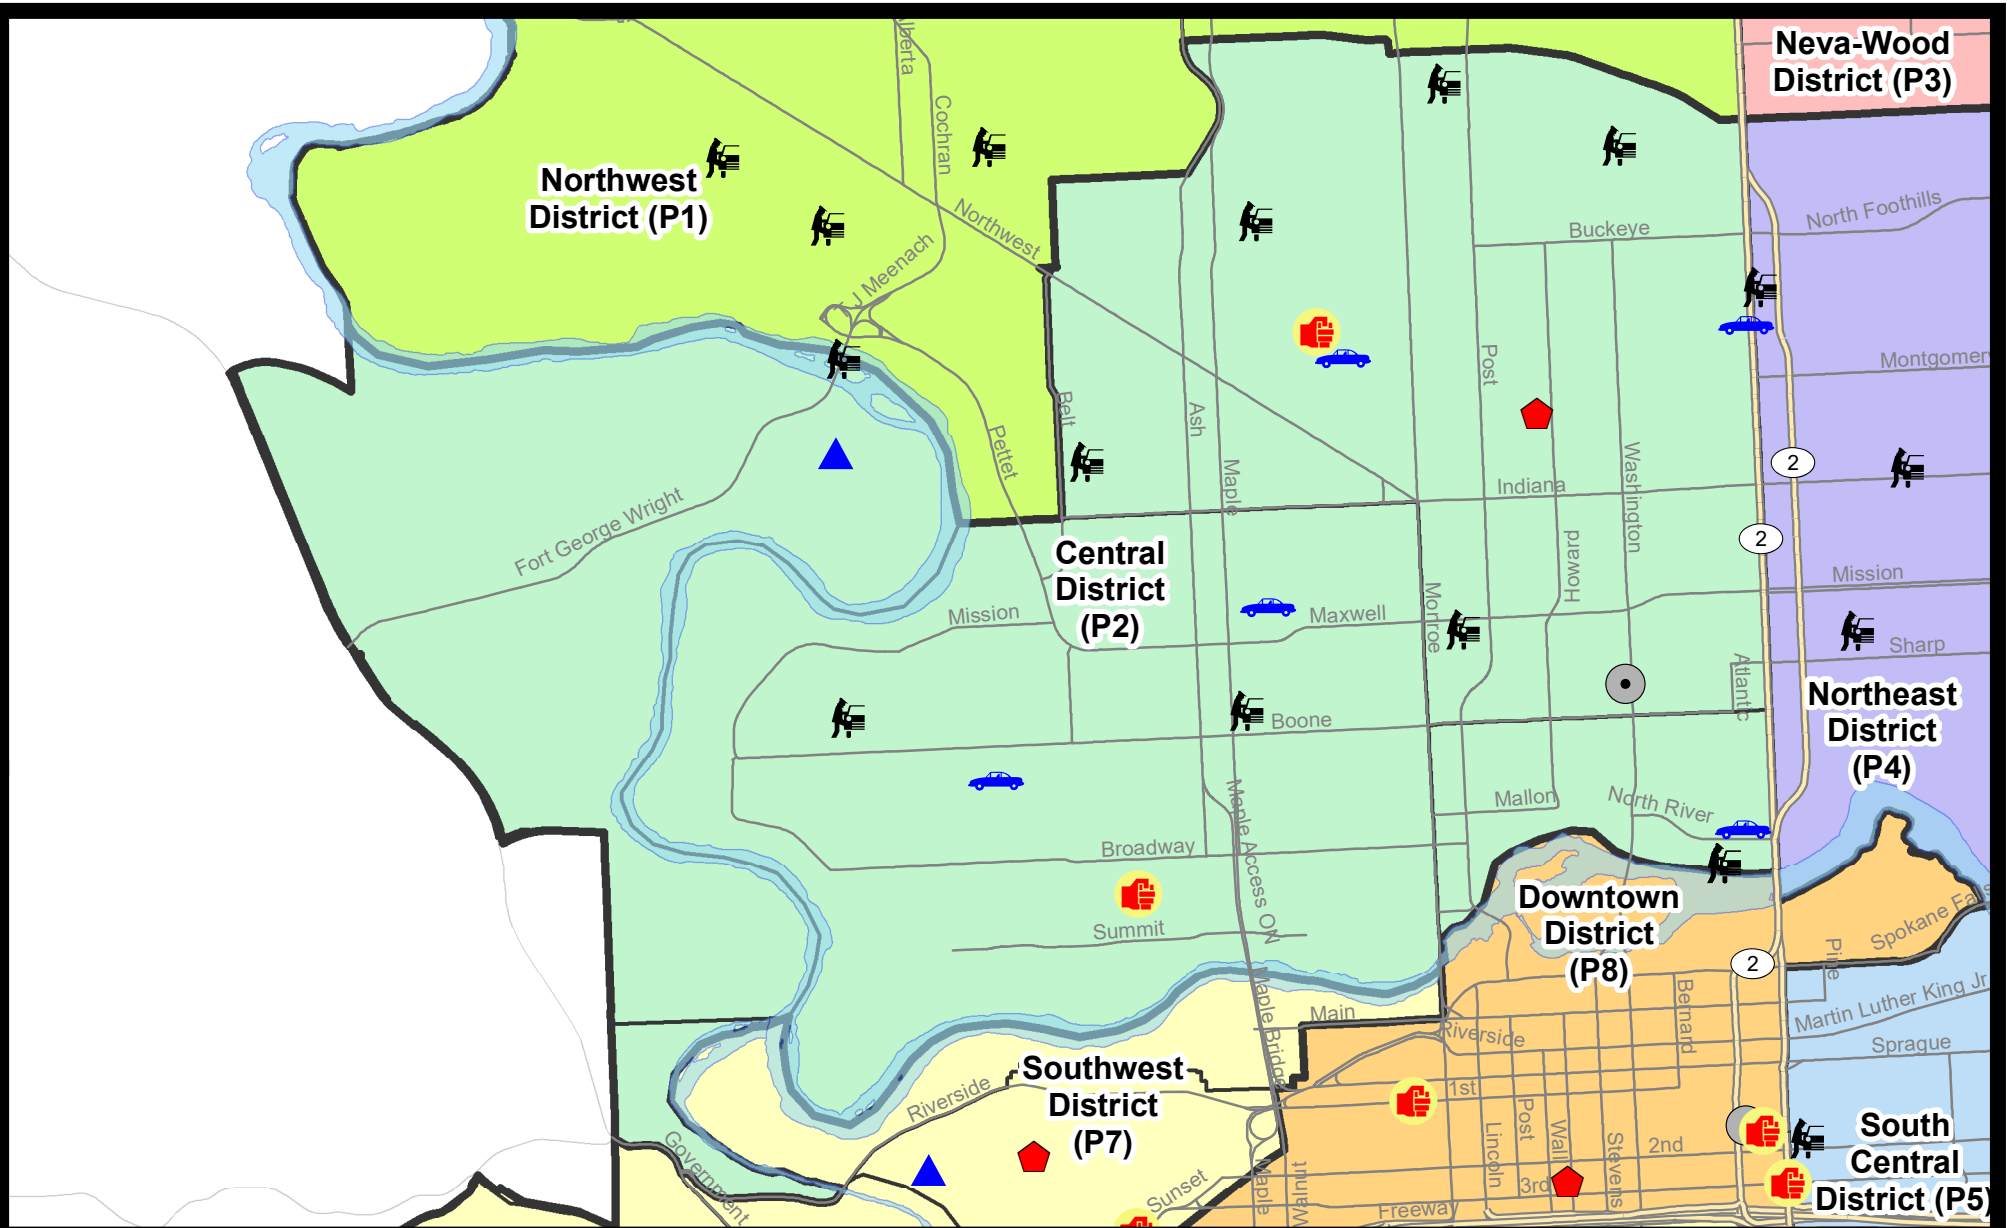 Neva-Wood
District (P3)
lberta
Cochran
Northwest
District (P1)
Northwest
North Foothills
Buckeye
T J Meenach
Montgomer
Post
Belt
Ash
Pettet
Maple
Washington
2
Indiana
Fort George Wright
Howard
2
Central
District
(P2)
Mission
Mission
Maxwell
Monroe
Sharp
Atlantic
Northeast
District
(P4)
Boone
Mallon
North River
Maple Access ON
Broadway
Summit
Downtown
District
(P8)
Spokane Fa
Pine
2
Bernard
Martin Luther King Jr
Main
Maple Bridge
Riverside
Sprague
Southwest
District
(P7)
Riverside
1st
Post
Wall
Lincoln
Stevens
2nd
South
Central
District (P5)
Government
Sunset
Maple
Walnut
3rd
Freeway